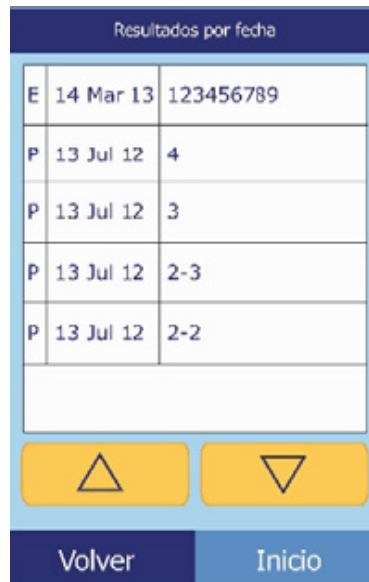 Resultados por fecha
E 14 Mar 13 123456789
P 13 Jul 12 4
P 13 Jul 12 3
P 13 Jul 12 2-3
P 13 Jul 12 2-2
Volver Inicio